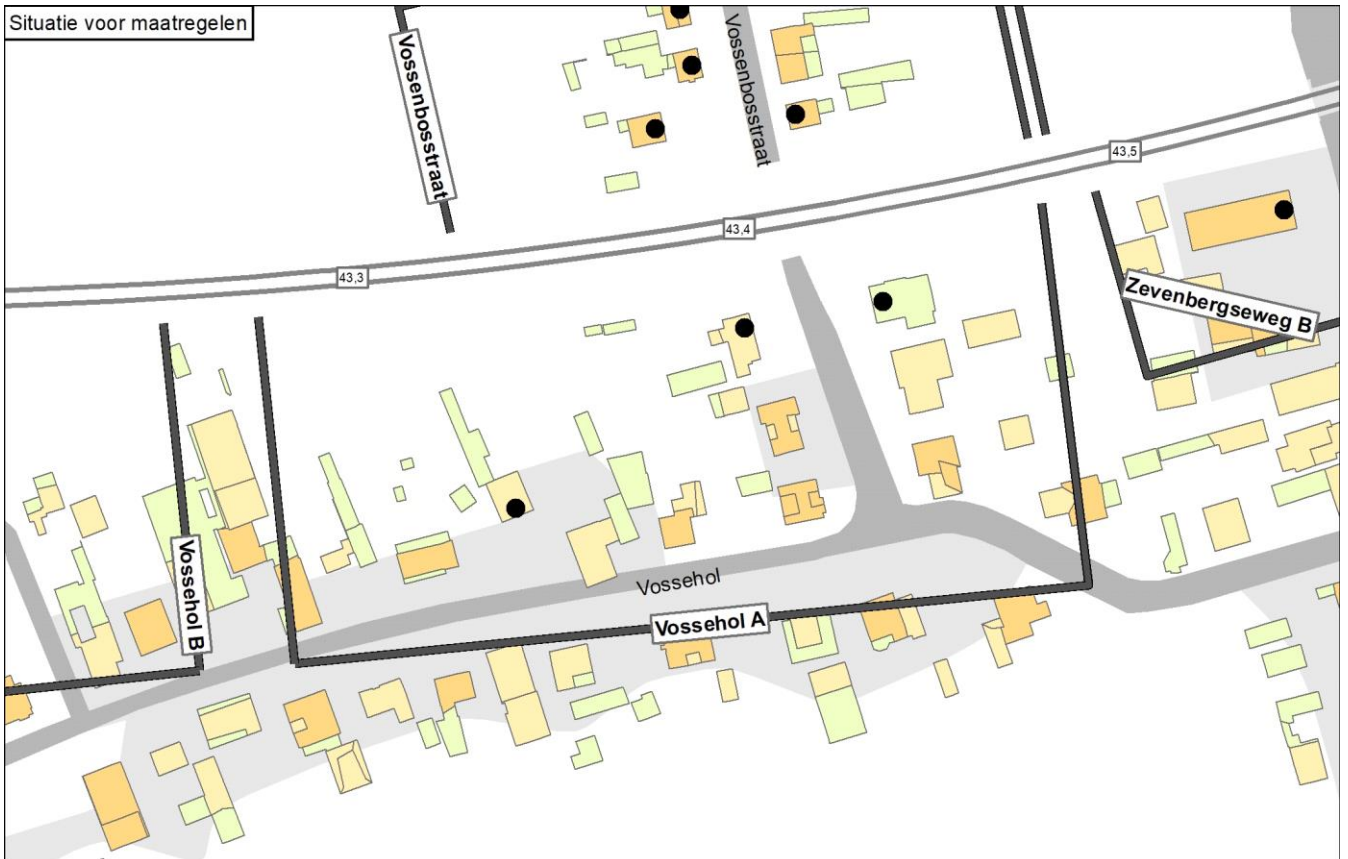 Situatie voor maatregelen
Vossenbosstraat
Vossenbosstraat
43,5
43,4
43,3
Zevenbergseweg B
Vossehol B
Vossehol
Vossehol A